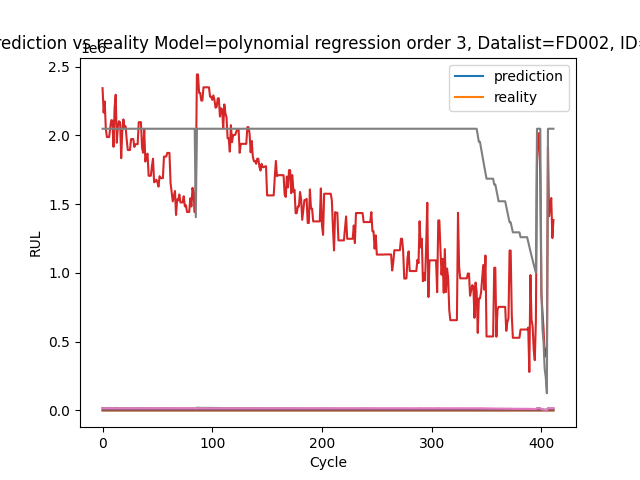 rediction vs reality Model=polynomial regression order 3, Datalist=FD002, ID=
1e6
prediction
reality
2.5
2.0
1.5
1.0
0.5
0.0
RUL
0 100 200 300 400
Cycle